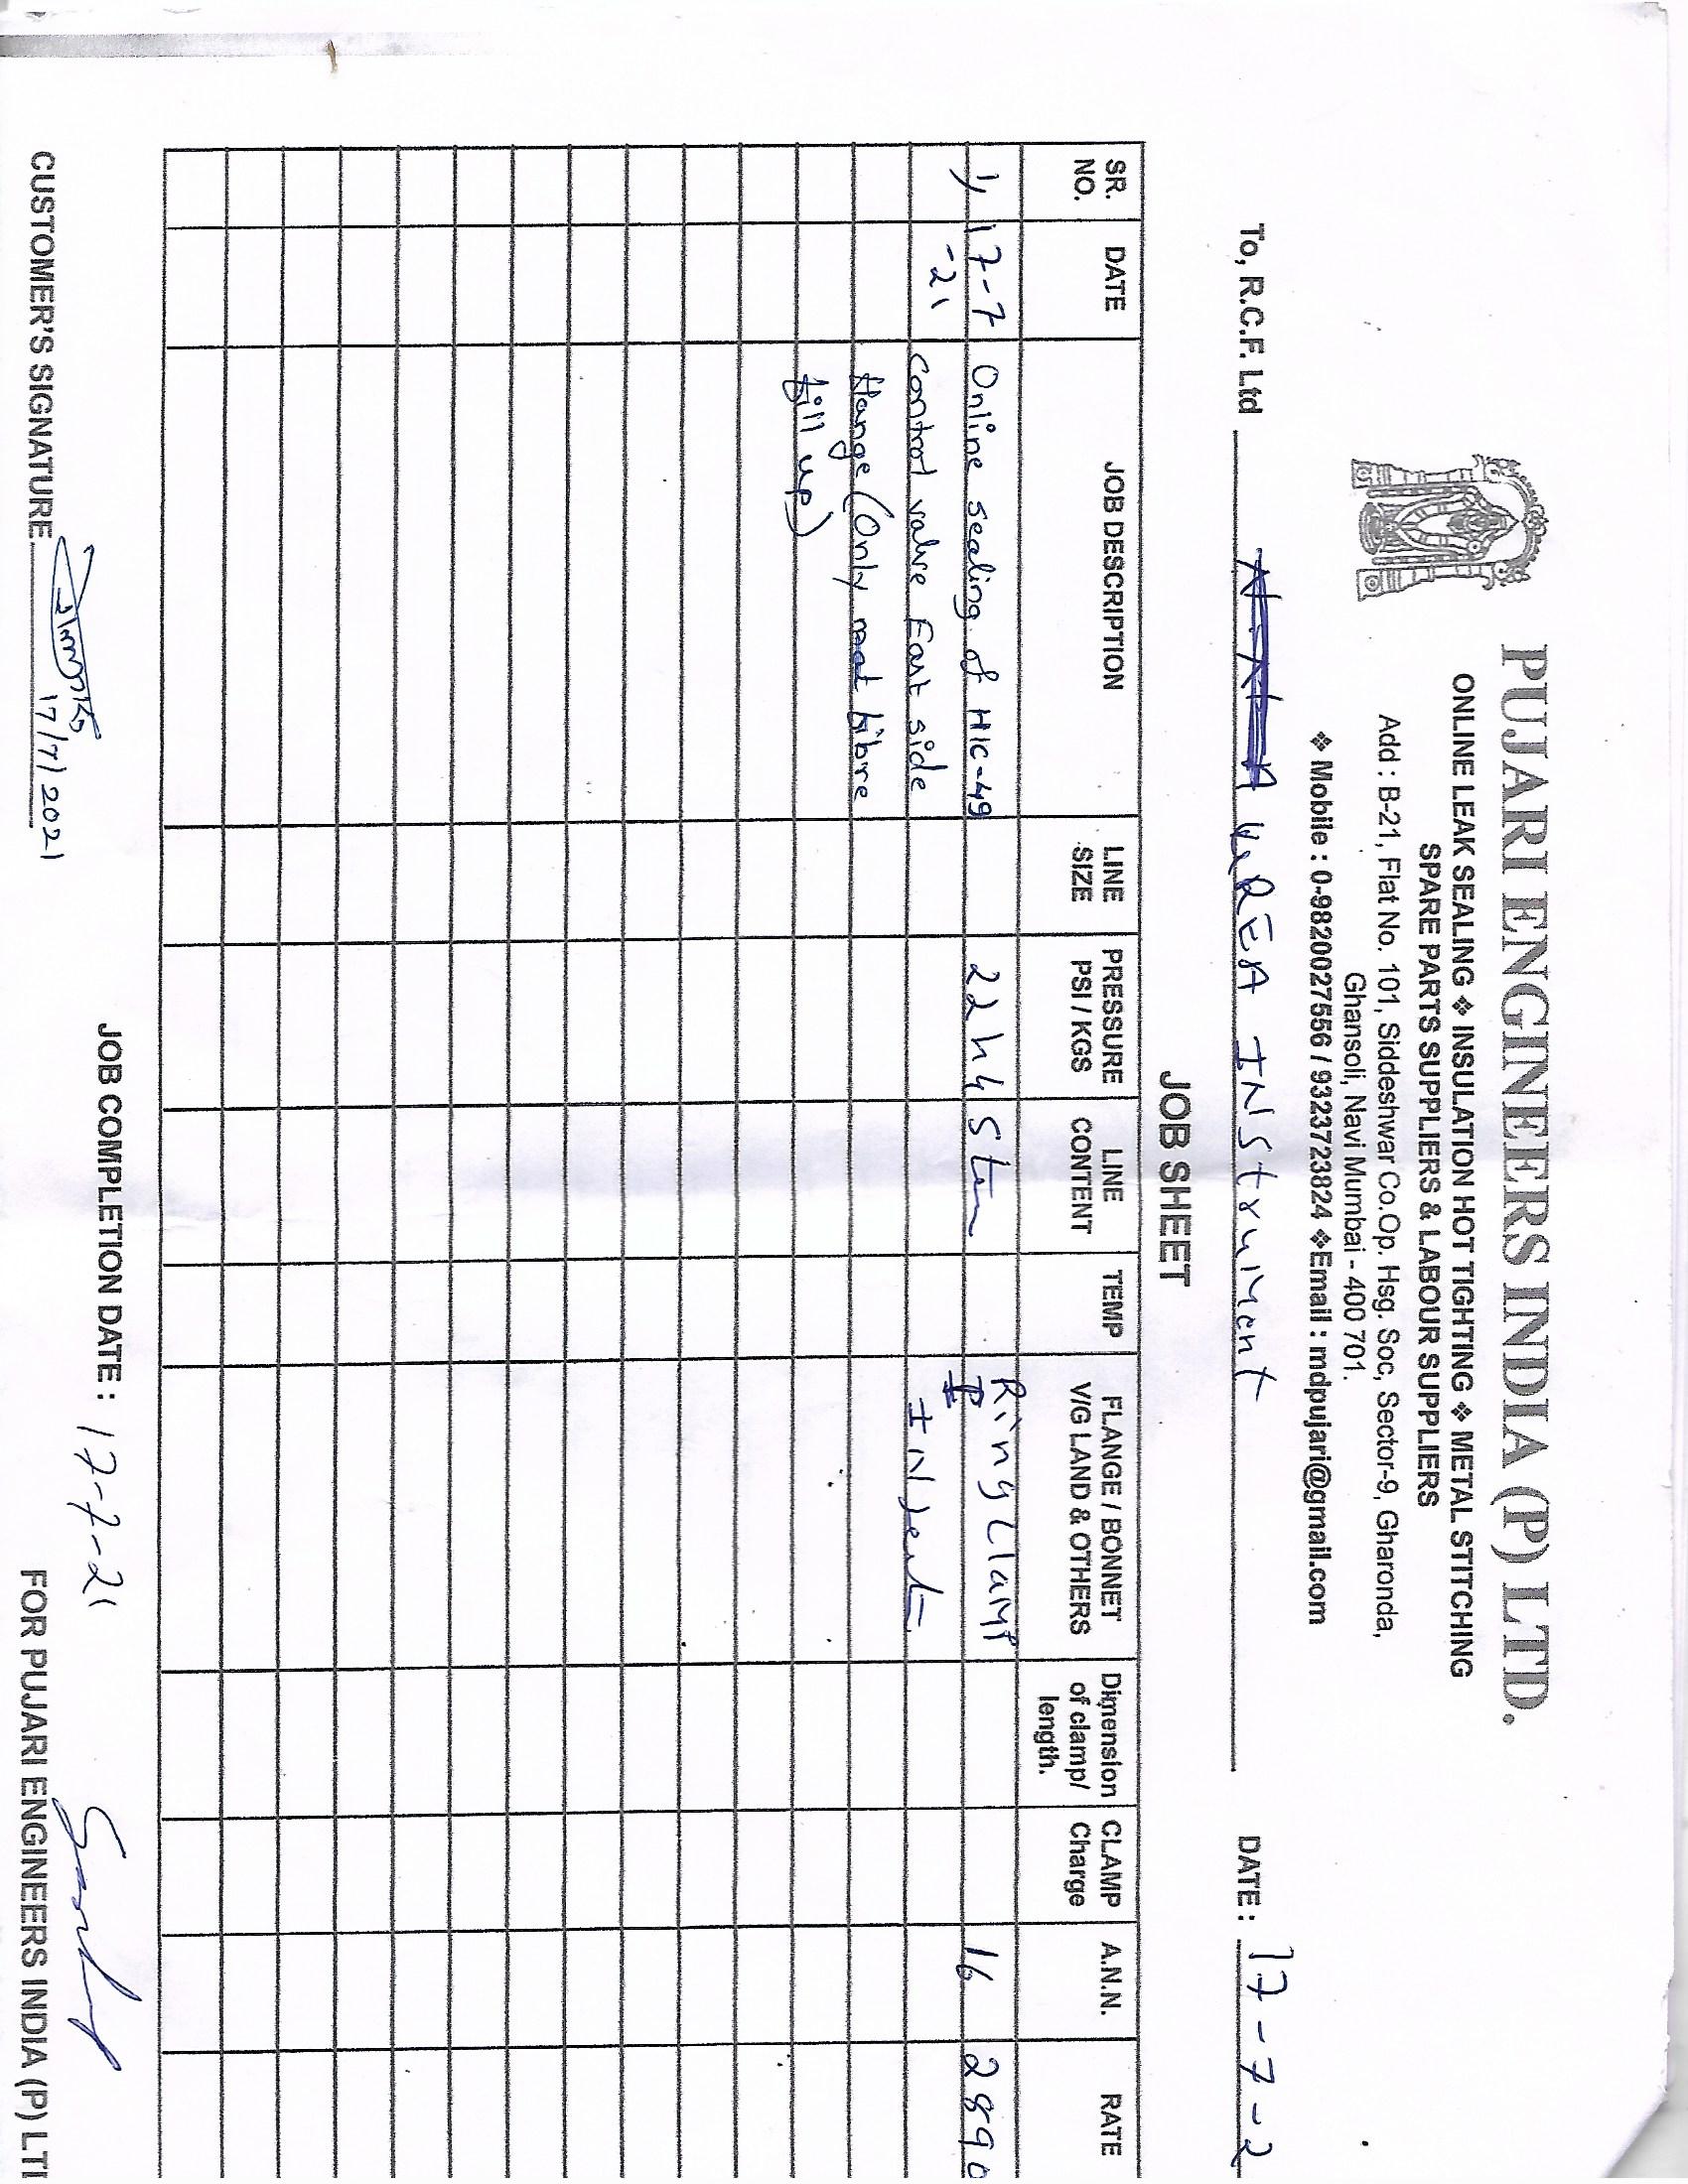 PUJARI ENGINEERS INDIA (P) LTD.
ONLINE LEAK SEALING ❖ INSULATION HOT TIGHTING ❖ METAL STITCHING
SPARE PARTS SUPPLIERS & LABOUR SUPPLIERS
Add : B-21, Flat No. 101, Siddeshwar Co.Op. Hsg. Soc, Sector-9, Gharonda,
Ghansoli, Navi Mumbai - 400 701.
❖ Mobile : 0-9820027556 / 9323723824 ❖Email : mdpujari@gmail.com
To, R.C.F. Ltd UREA INStrument DATE : 17-7-2
JOB SHEET
SR. NO. DATE JOB DESCRIPTION LINE SIZE PRESSURE PSI / KGS LINE CONTENT TEMP FLANGE / BONNET V/G LAND & OTHERS Dimension of clamp/ length. CLAMP Charge A.N.N. RATE
1) 17-7 Online sealing of HIC-49 Ring clamp 16 2890
-21 Control valve East side
flange (Only fibre
fill up)
JOB COMPLETION DATE : 17-7-21
CUSTOMER'S SIGNATURE 17/7/2021
FOR PUJARI ENGINEERS INDIA (P) LT